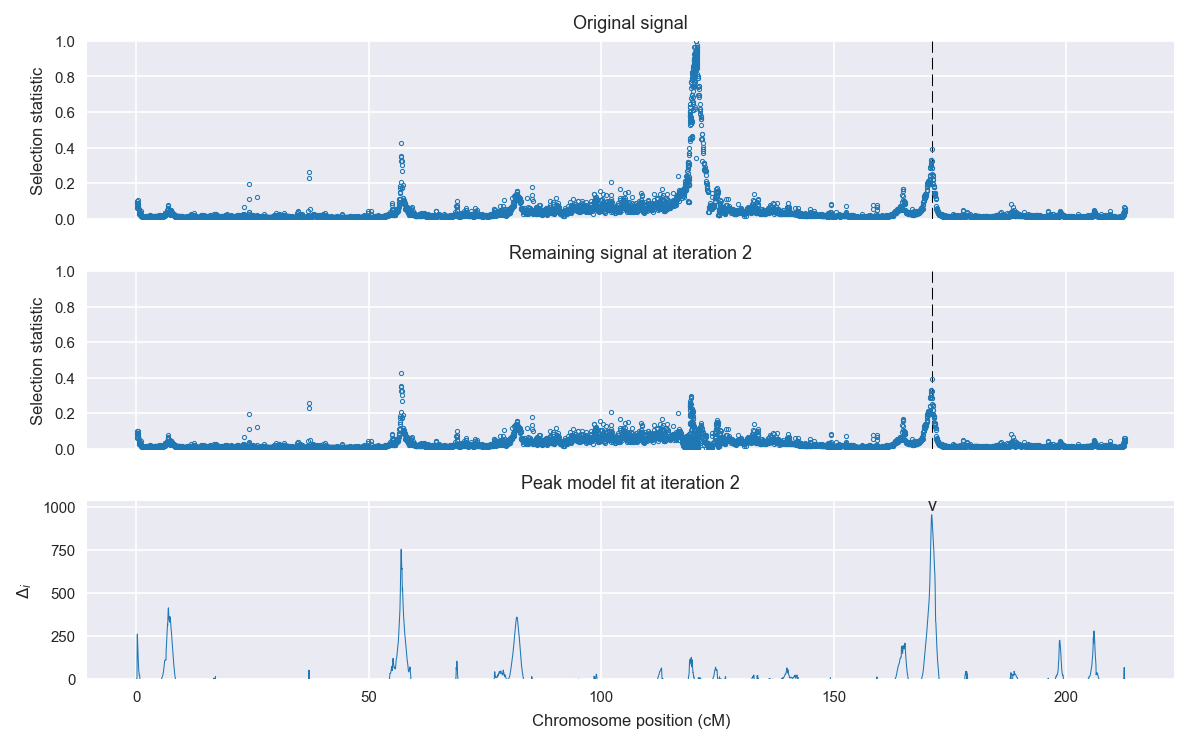 Original signal
1.0
0.8
0.6
0.4
0.2
0.0
Selection statistic
Remaining signal at iteration 2
1.0
0.8
0.6
0.4
0.2
0.0
Selection statistic
Peak model fit at iteration 2
v
1000
750
500
250
0
Δi
0 50 100 150 200
Chromosome position (cM)